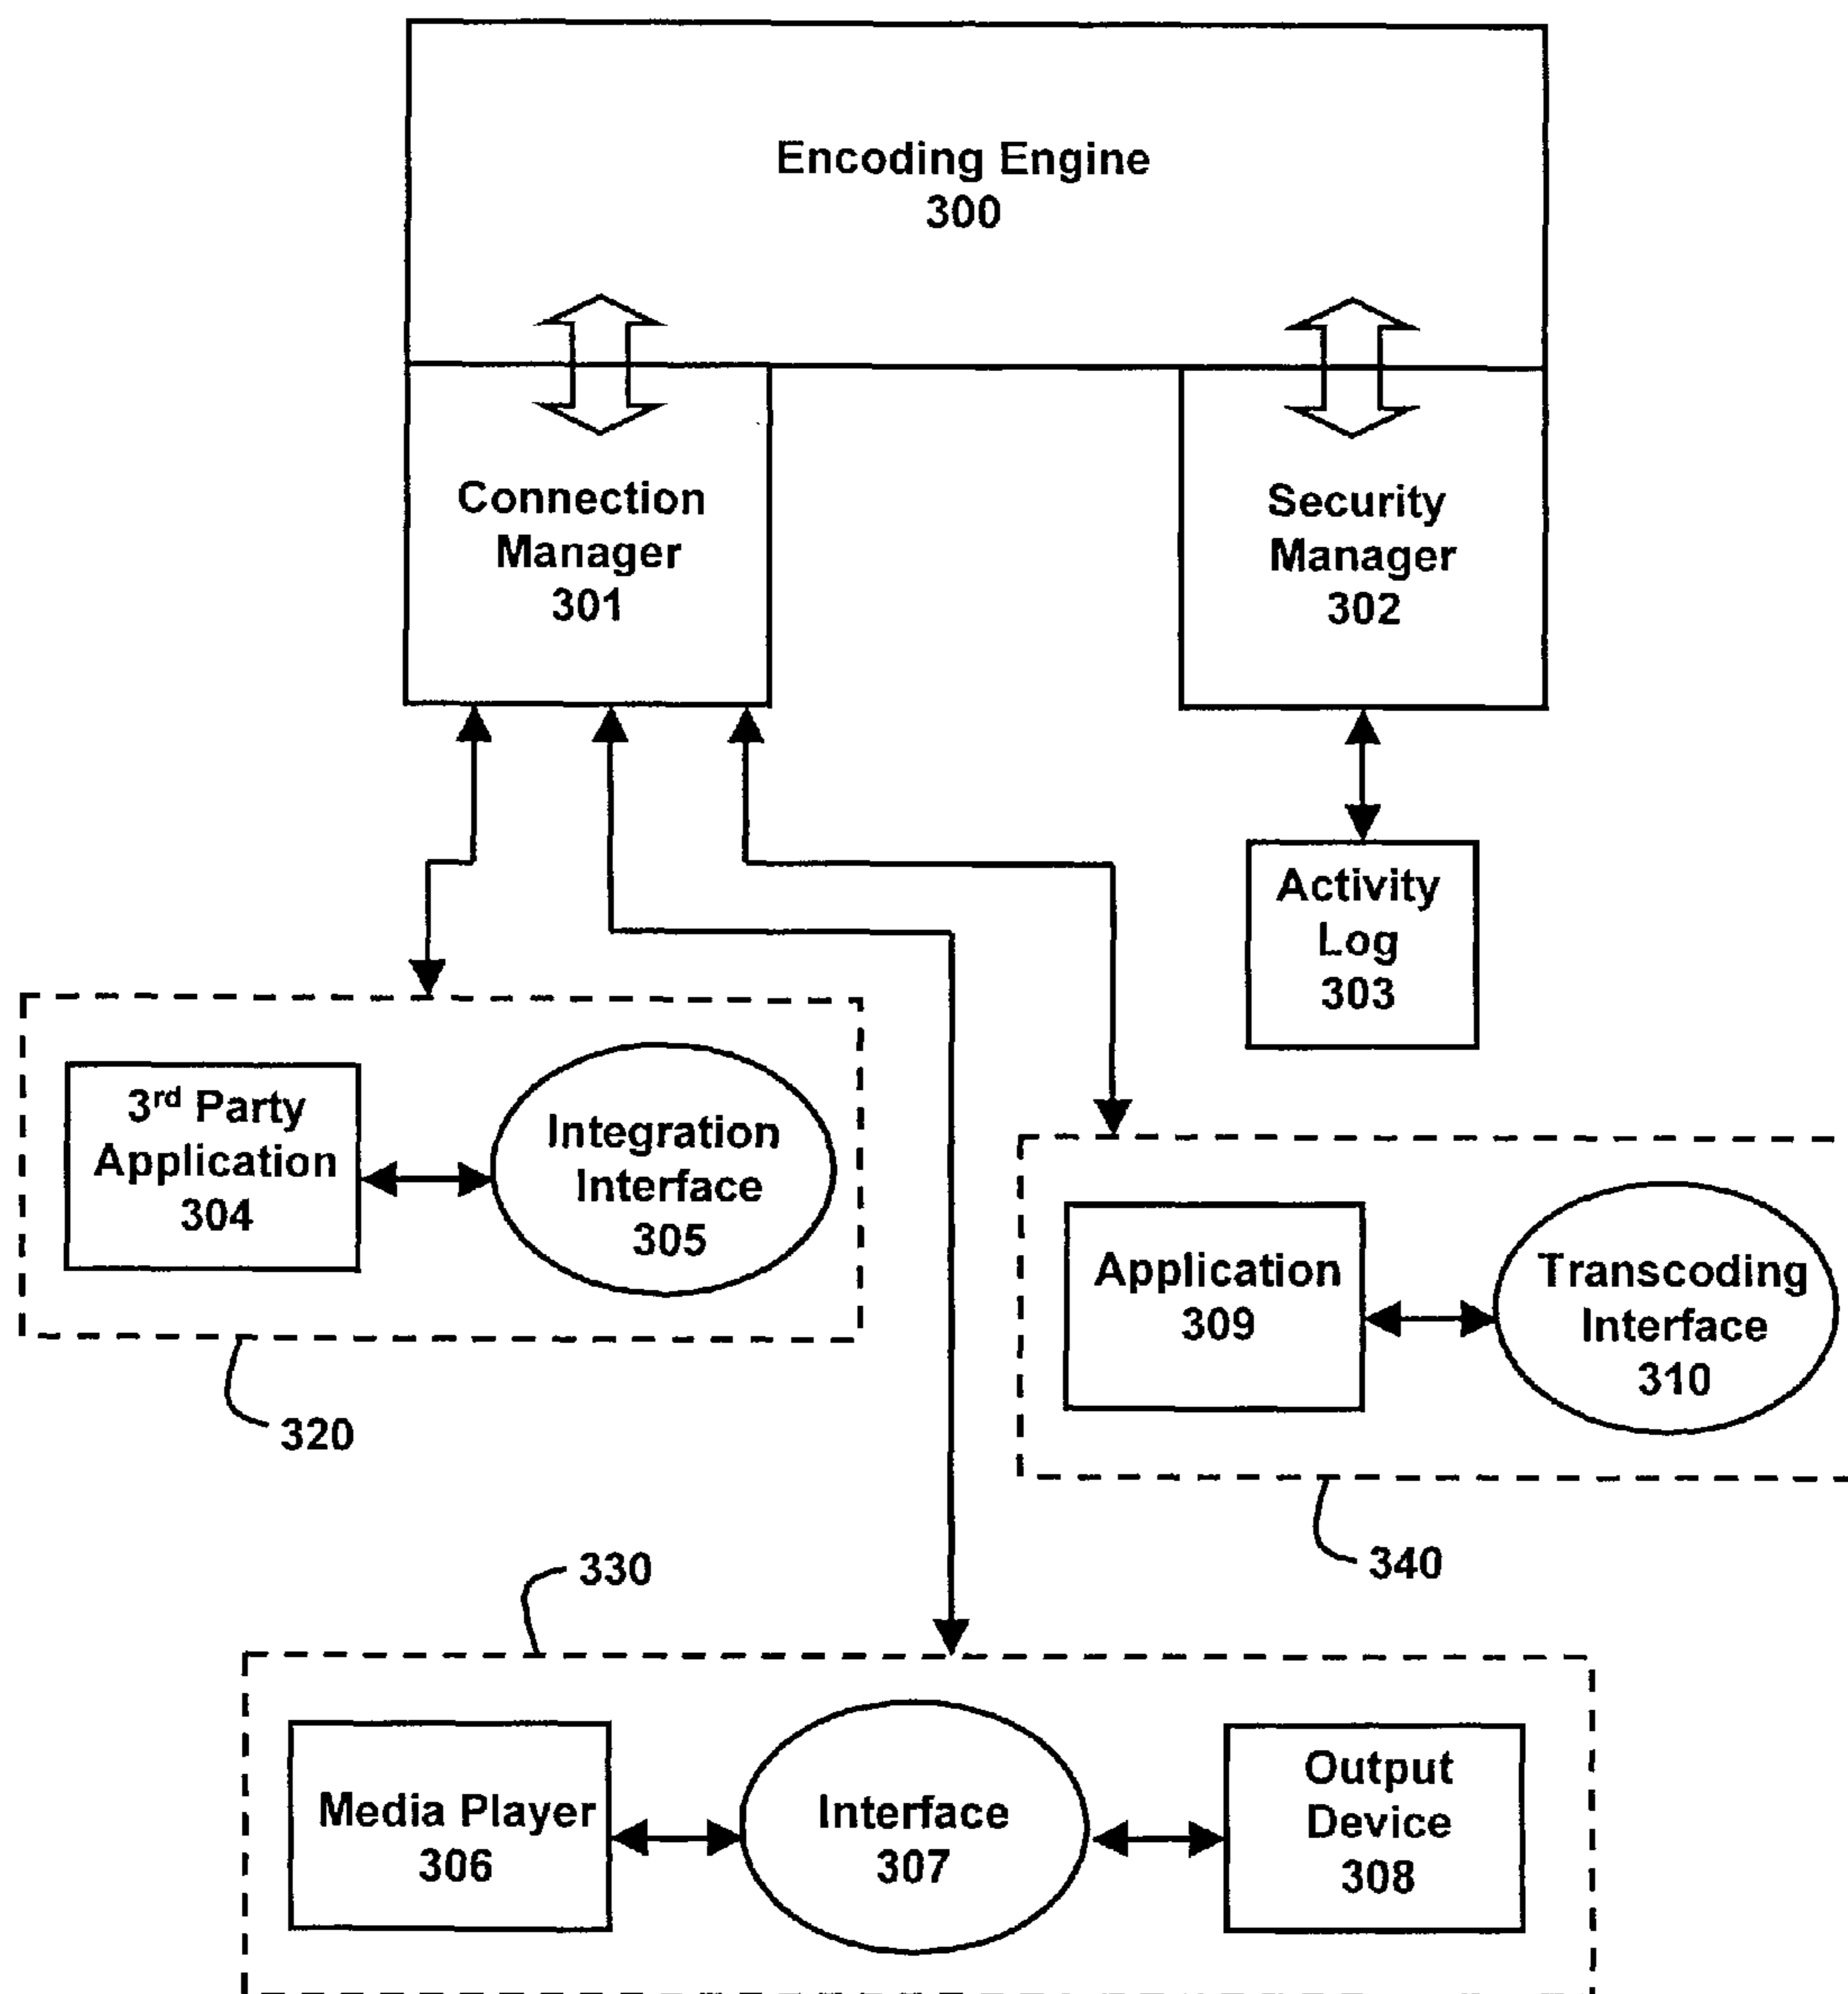 Encoding Engine
300
Connection
Manager
301
Security
Manager
302
Activity
Log
303
3rd Party
Application
304
Integration
Interface
305
320
Application
309
Transcoding
Interface
310
340
330
Media Player
306
Interface
307
Output
Device
308